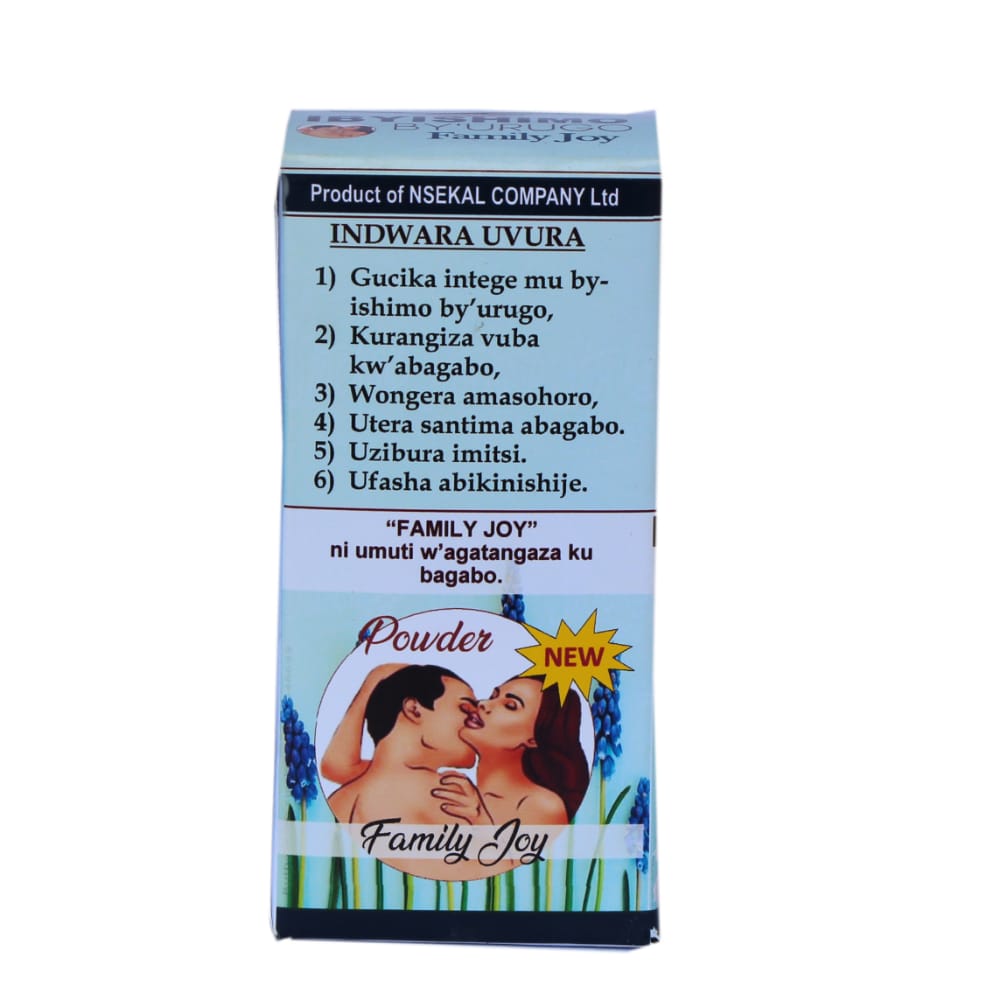 IBYISHIMO
BY'URUGO
Family Joy
Product of NSEKAL COMPANY Ltd
INDWARA UVURA
1) Gucika intege mu by-
ishimo by'urugo,
2) Kurangiza vuba
kw'abagabo,
3) Wongera amasohoro,
4) Utera santima abagabo.
5) Uzibura imitsi.
6) Ufasha abikinishije.
"FAMILY JOY"
ni umuti w'agatangaza ku
bagabo.
Powder
NEW
Family Joy